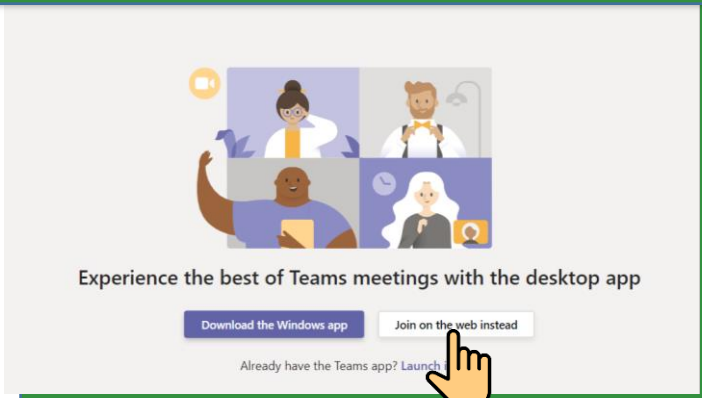 Experience the best of Teams meetings with the desktop app
Download the Windows app
Join on the web instead
Already have the Teams app? Launch